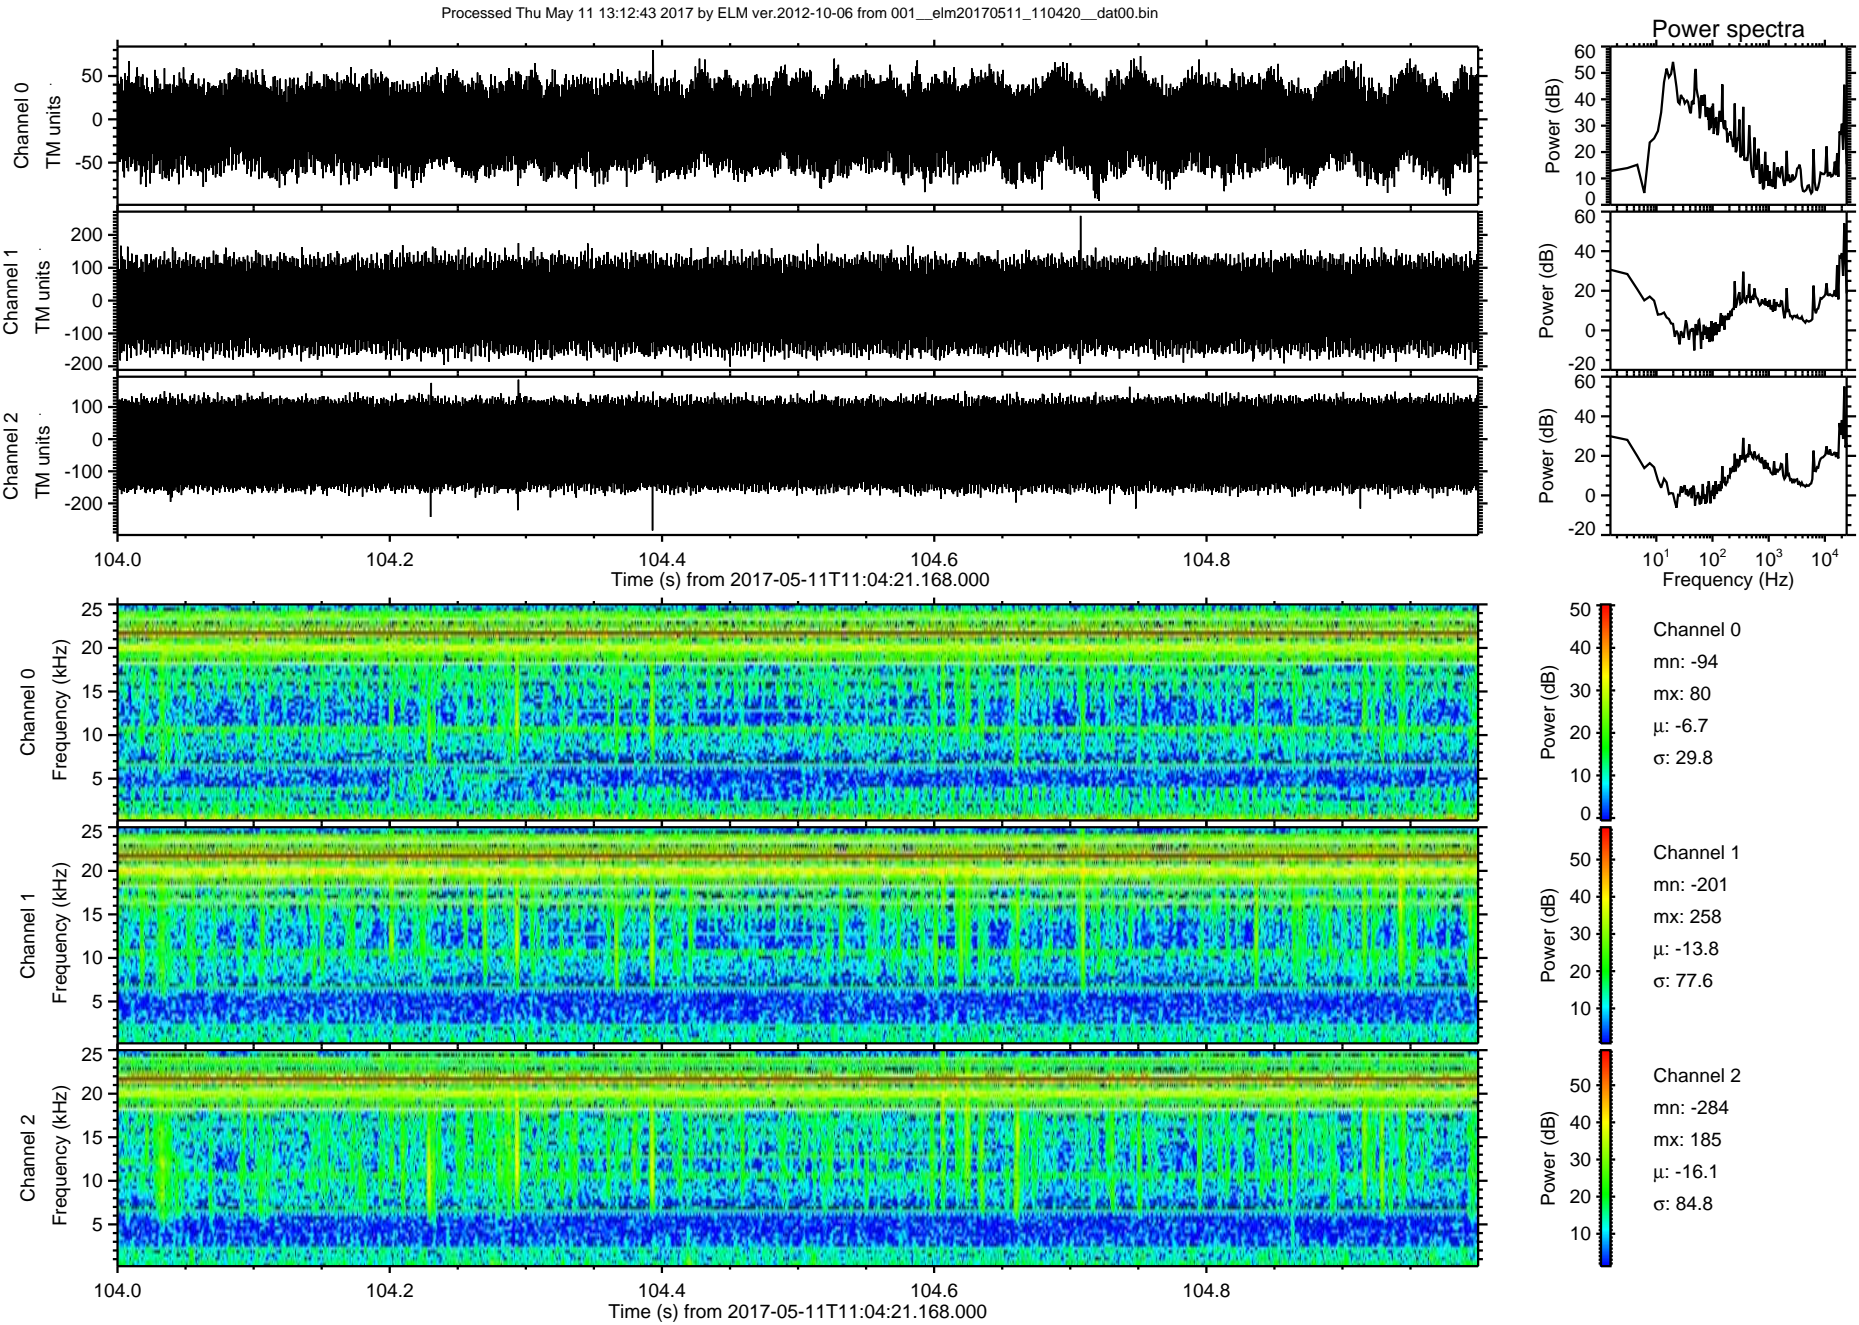 Processed Thu May 11 13:12:43 2017 by ELM ver.2012-10-06 from 001__elm20170511_110420__dat00.bin
Power spectra
Channel 0
TM units
50
0
-50
Power (dB)
60
50
40
30
20
10
0
Channel 1
TM units
200
100
0
-100
-200
Power (dB)
60
40
20
0
-20
Channel 2
TM units
100
0
-100
-200
Power (dB)
60
40
20
0
-20
104.0 104.2 104.4 104.6 104.8
Time (s) from 2017-05-11T11:04:21.168.000
10^1 10^2 10^3 10^4
Frequency (Hz)
Channel 0
Frequency (kHz)
25
20
15
10
5
Power (dB)
50
40
30
20
10
0
Channel 0
mn: -94
mx: 80
μ: -6.7
σ: 29.8
Channel 1
Frequency (kHz)
25
20
15
10
5
Power (dB)
50
40
30
20
10
Channel 1
mn: -201
mx: 258
μ: -13.8
σ: 77.6
Channel 2
Frequency (kHz)
25
20
15
10
5
Power (dB)
50
40
30
20
10
Channel 2
mn: -284
mx: 185
μ: -16.1
σ: 84.8
104.0 104.2 104.4 104.6 104.8
Time (s) from 2017-05-11T11:04:21.168.000